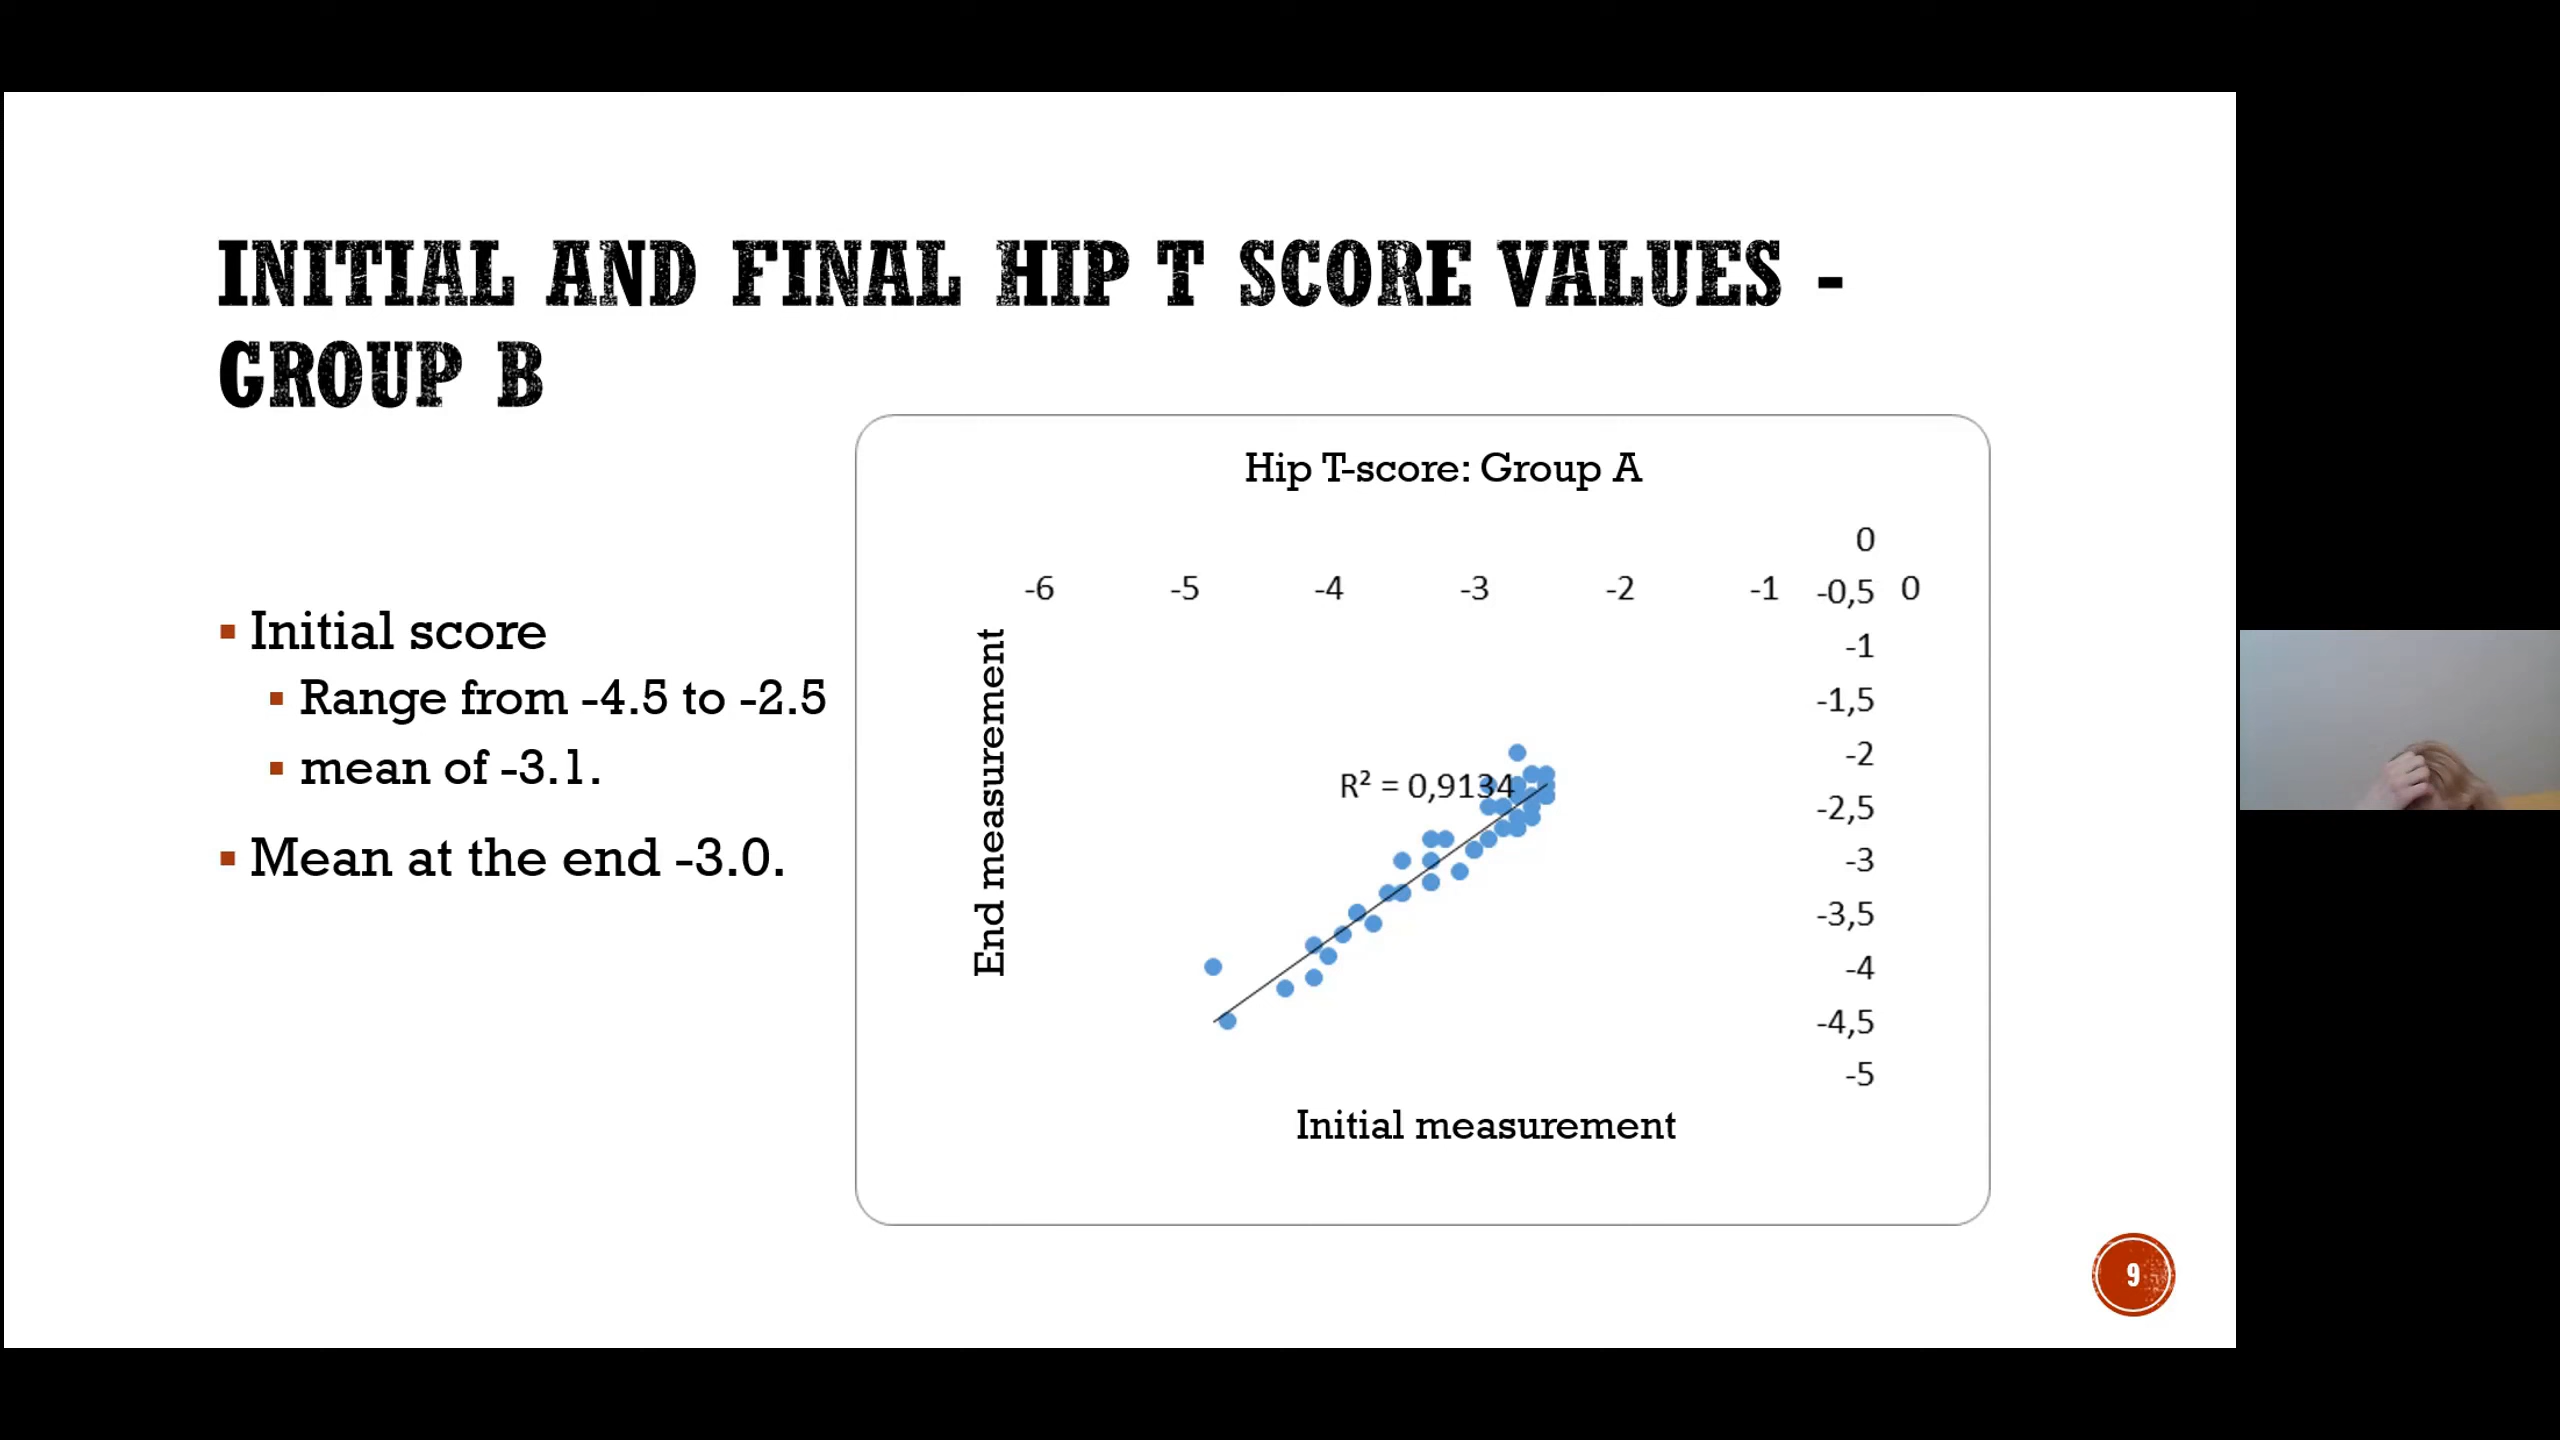 INITIAL AND FINAL HIP T SCORE VALUES -
GROUP B
Initial score
Range from -4.5 to -2.5
mean of -3.1.
Mean at the end -3.0.
Hip T-score: Group A
0
-6 -5 -4 -3 -2 -1 -0,5 0
-1
-1,5
-2
R² = 0,9134
-2,5
-3
-3,5
-4
-4,5
-5
End measurement
Initial measurement
9